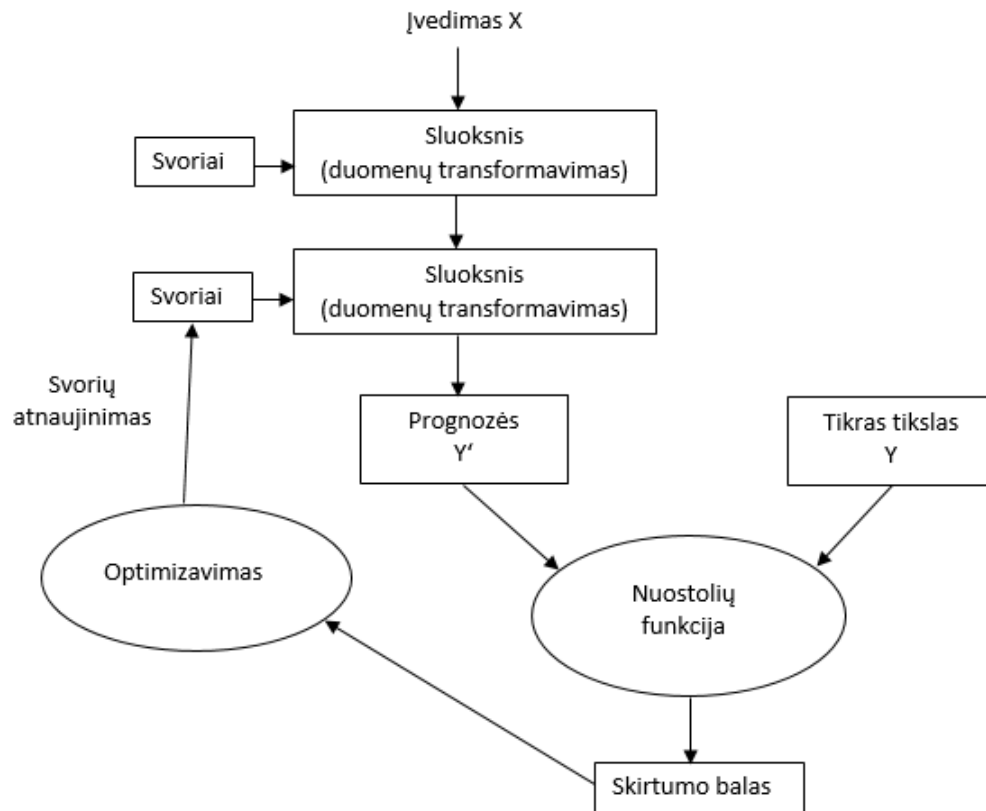 Įvedimas X
Sluoksnis
(duomenų transformavimas)
Svoriai
Sluoksnis
(duomenų transformavimas)
Svoriai
Svorių
atnaujinimas
Prognozės
Y‘
Tikras tikslas
Y
Optimizavimas
Nuostolių
funkcija
Skirtumo balas